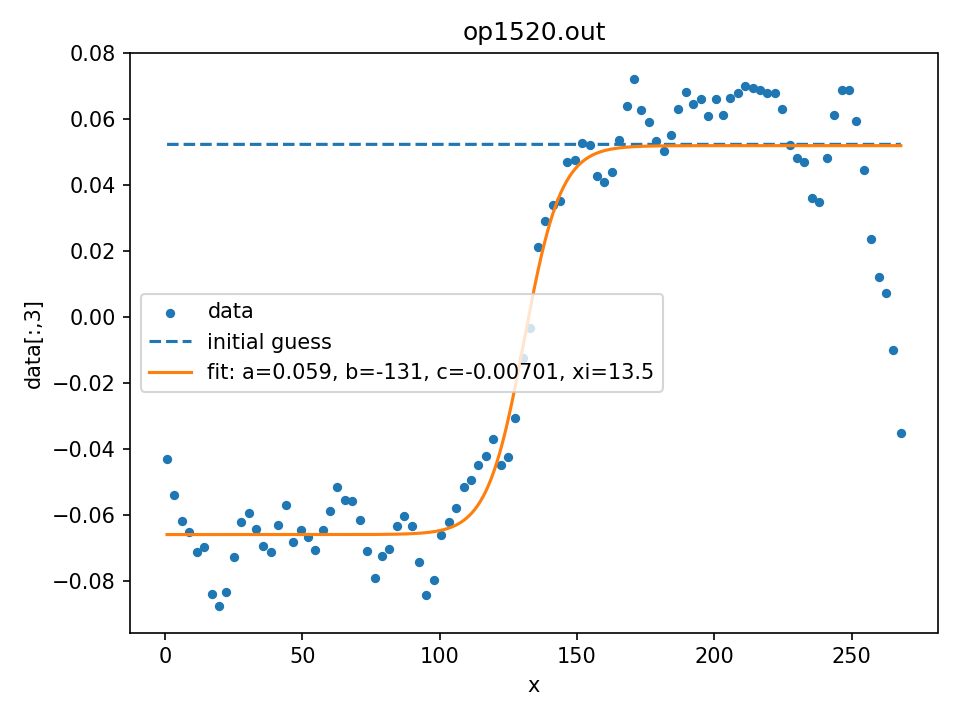 op1520.out
0.08
0.06
0.04
0.02
0.00
−0.02
−0.04
−0.06
−0.08
data[:,3]
data
initial guess
fit: a=0.059, b=-131, c=-0.00701, xi=13.5
0 50 100 150 200 250
x